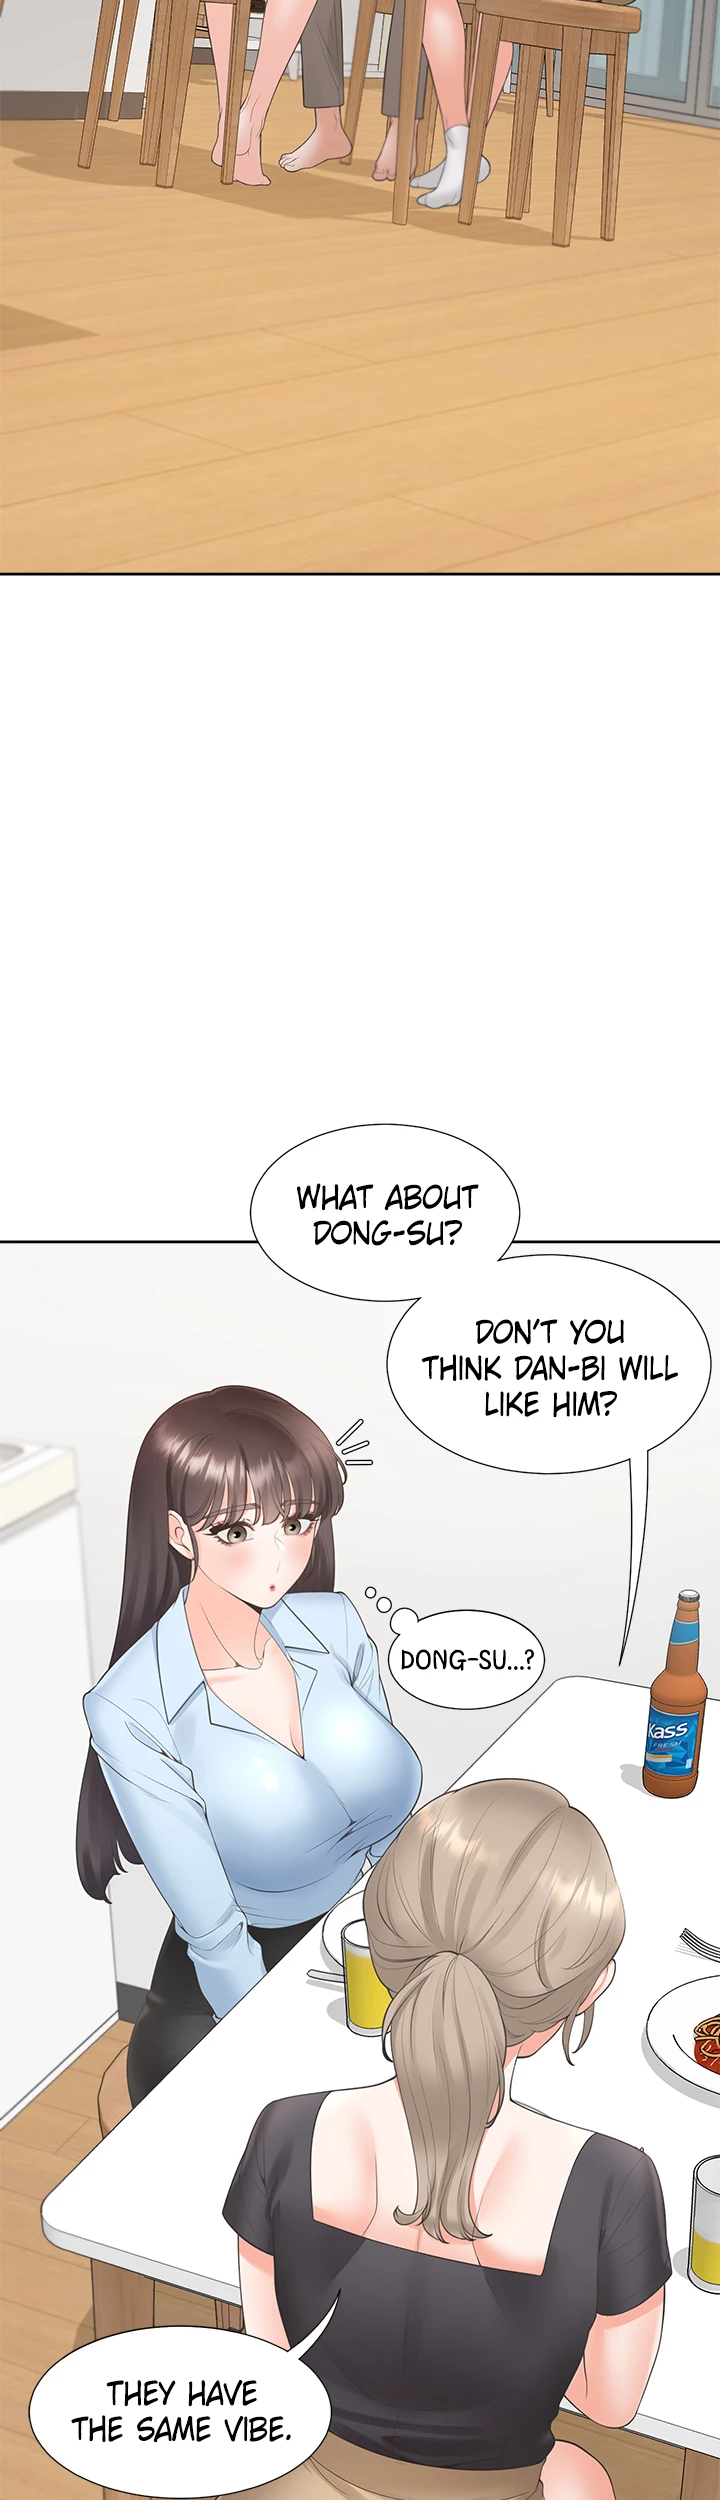 WHAT ABOUT
DONG-SU?
DON'T YOU
THINK DAN-BI WILL
LIKE HIM?
DONG-SU...?
Kass
FRESH
THEY HAVE
THE SAME VIBE.